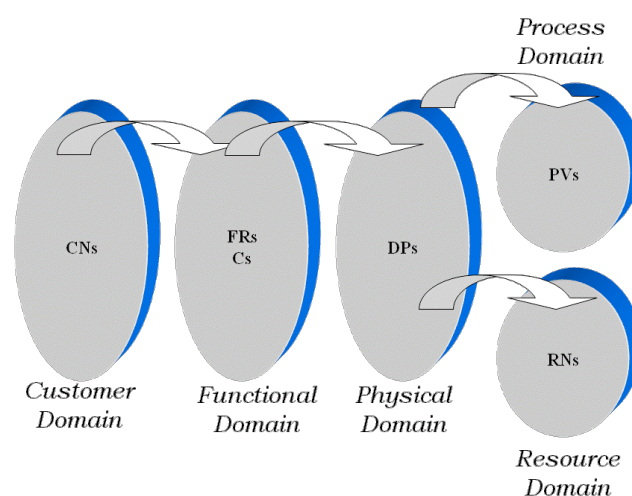 Process
Domain
PVs
CNs
FRs
Cs
DPs
RNs
Customer
Domain
Functional
Domain
Physical
Domain
Resource
Domain